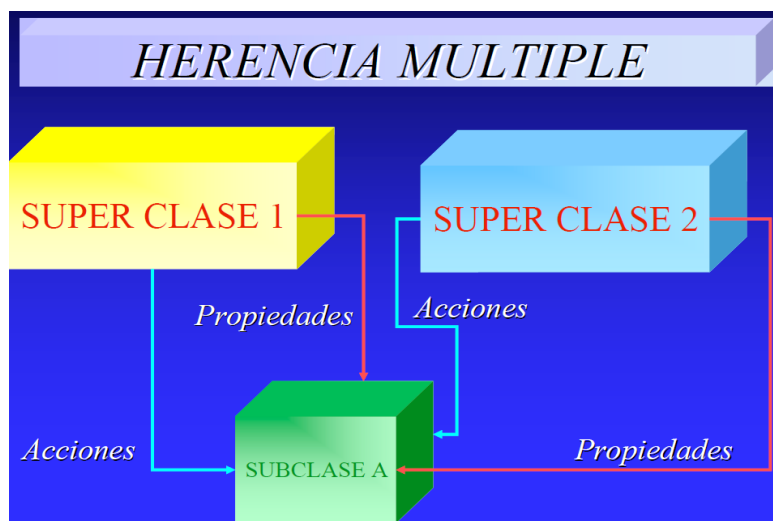 HERENCIA MULTIPLE
SUPER CLASE 1
SUPER CLASE 2
Propiedades
Acciones
Acciones
SUBCLASE A
Propiedades